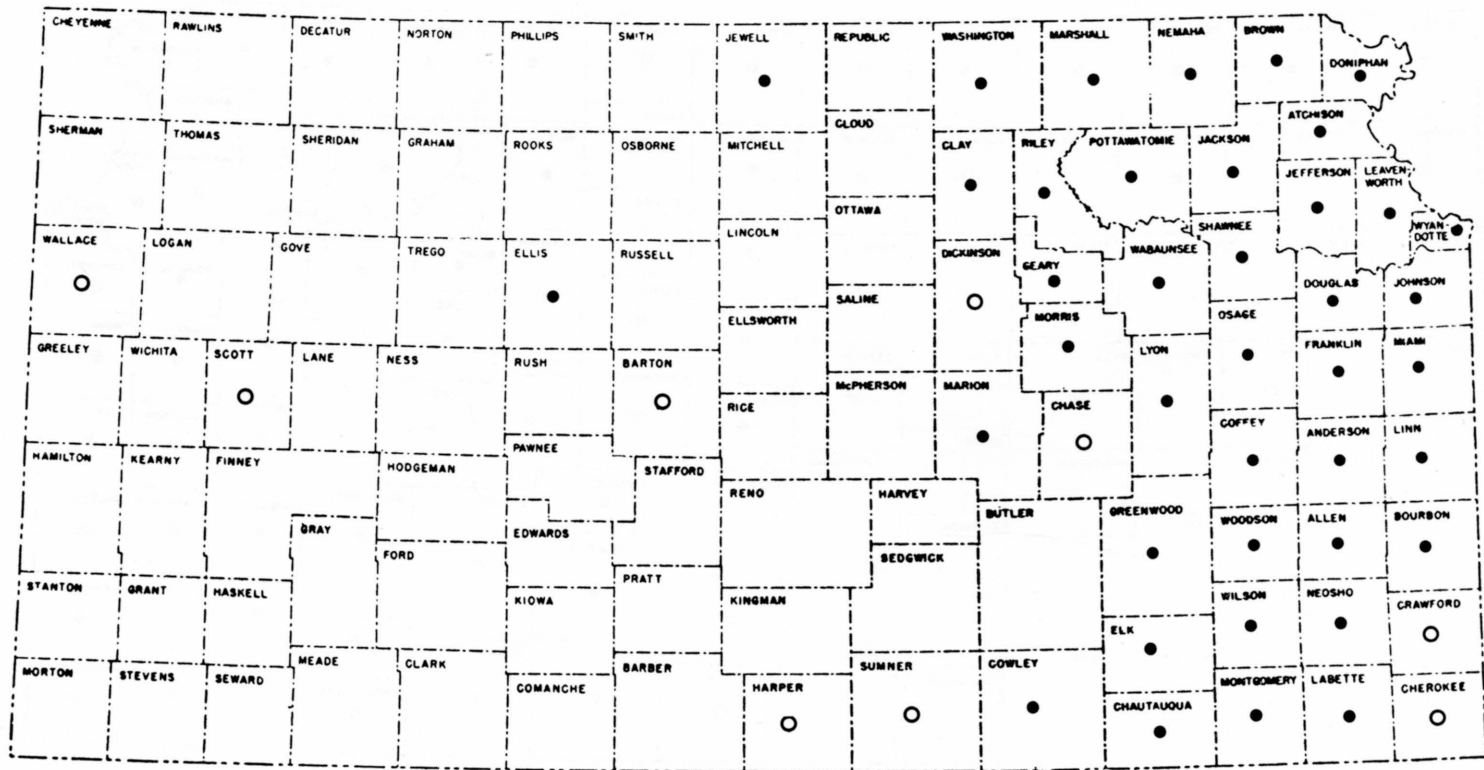 CHEYENNE
RAWLINS
DECATUR
NORTON
PHILLIPS
SMITH
JEWELL
REPUBLIC
WASHINGTON
MARSHALL
NEMAHA
BROWN
DONIPHAN
SHERMAN
THOMAS
SHERIDAN
GRAHAM
ROOKS
OSBORNE
MITCHELL
CLOUD
CLAY
RILEY
POTTAWATOMIE
JACKSON
ATCHISON
JEFFERSON
LEAVEN
WORTH
WYAN
DOTTE
WALLACE
LOGAN
GOVE
TREGO
ELLIS
RUSSELL
LINCOLN
OTTAWA
DICKINSON
GEARY
WABAUNSEE
SHAWNEE
DOUGLAS
JOHNSON
GREELEY
WICHITA
SCOTT
LANE
NESS
RUSH
BARTON
ELLSWORTH
SALINE
MORRIS
LYON
OSAGE
FRANKLIN
MIAMI
RICE
McPHERSON
MARION
CHASE
COFFEY
ANDERSON
LINN
HAMILTON
KEARNY
FINNEY
HODGEMAN
PAWNEE
STAFFORD
RENO
HARVEY
BUTLER
GREENWOOD
WOODSON
ALLEN
BOURBON
GRAY
FORD
EDWARDS
SEDGWICK
STANTON
GRANT
HASKELL
KIOWA
PRATT
KINGMAN
ELK
WILSON
NEOSHO
CRAWFORD
MORTON
STEVENS
SEWARD
MEADE
CLARK
COMANCHE
BARBER
HARPER
SUMNER
COWLEY
CHAUTAUQUA
MONTGOMERY
LABETTE
CHEROKEE